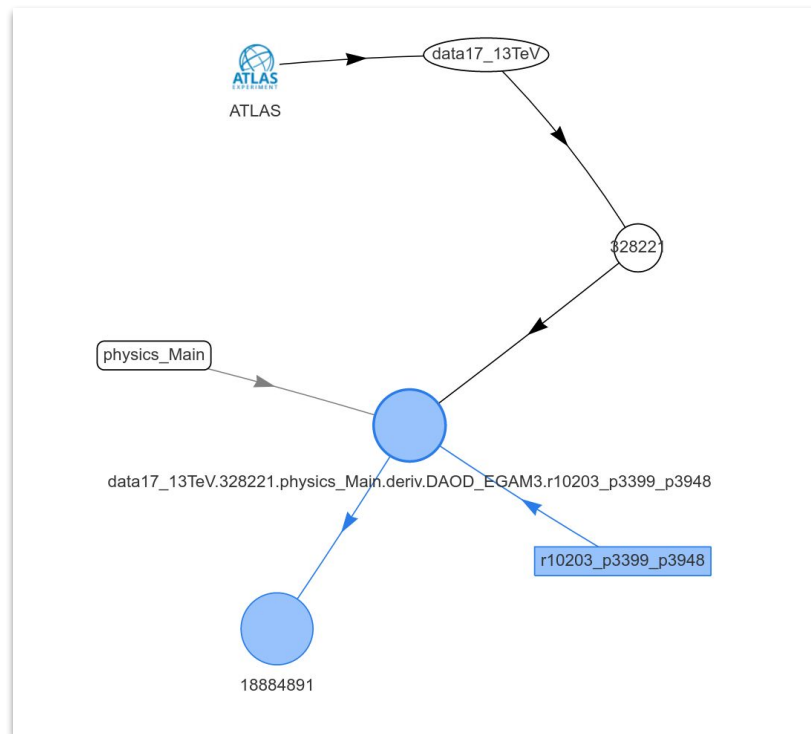 data17_13TeV
ATLAS
EXPERIMENT
ATLAS
328221
physics_Main
data17_13TeV.328221.physics_Main.deriv.DAOD_EGAM3.r10203_p3399_p3948
r10203_p3399_p3948
18884891